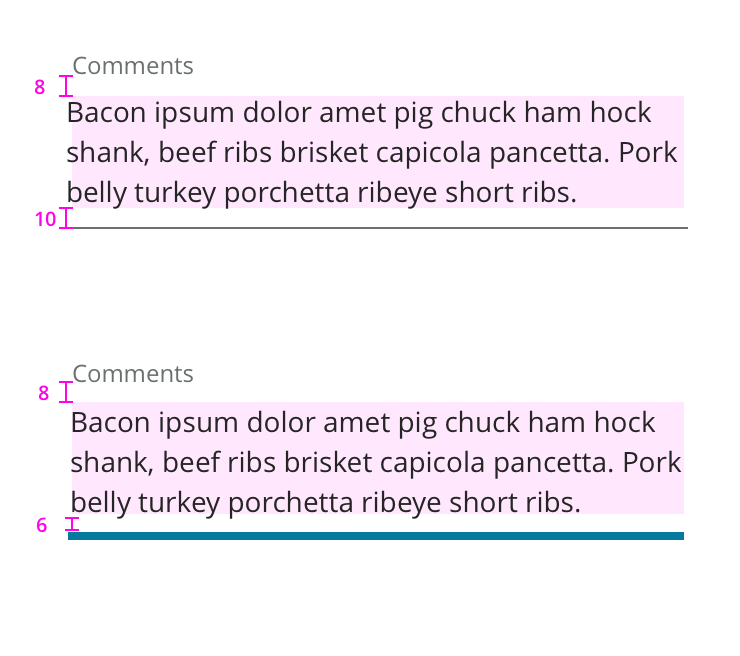 Comments
8
Bacon ipsum dolor amet pig chuck ham hock
shank, beef ribs brisket capicola pancetta. Pork
belly turkey porchetta ribeye short ribs.
10
Comments
8
Bacon ipsum dolor amet pig chuck ham hock
shank, beef ribs brisket capicola pancetta. Pork
belly turkey porchetta ribeye short ribs.
6